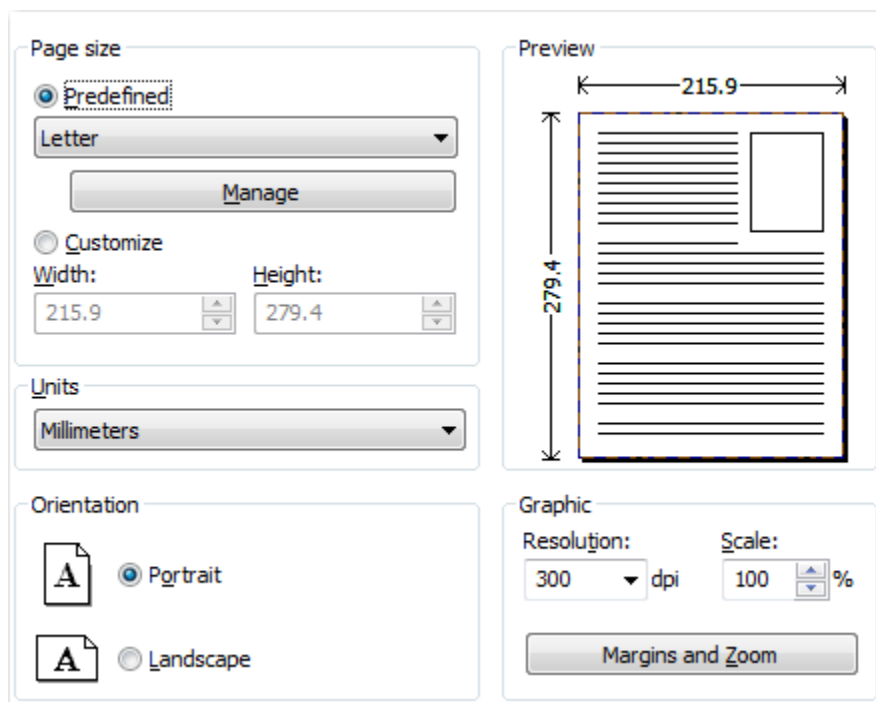 Page size
Predefined
Letter
Manage
Customize
Width: Height:
215.9 279.4
Units
Millimeters
Orientation
A Portrait
A Landscape
Preview
215.9
279.4
Graphic
Resolution: Scale:
300 dpi 100 %
Margins and Zoom